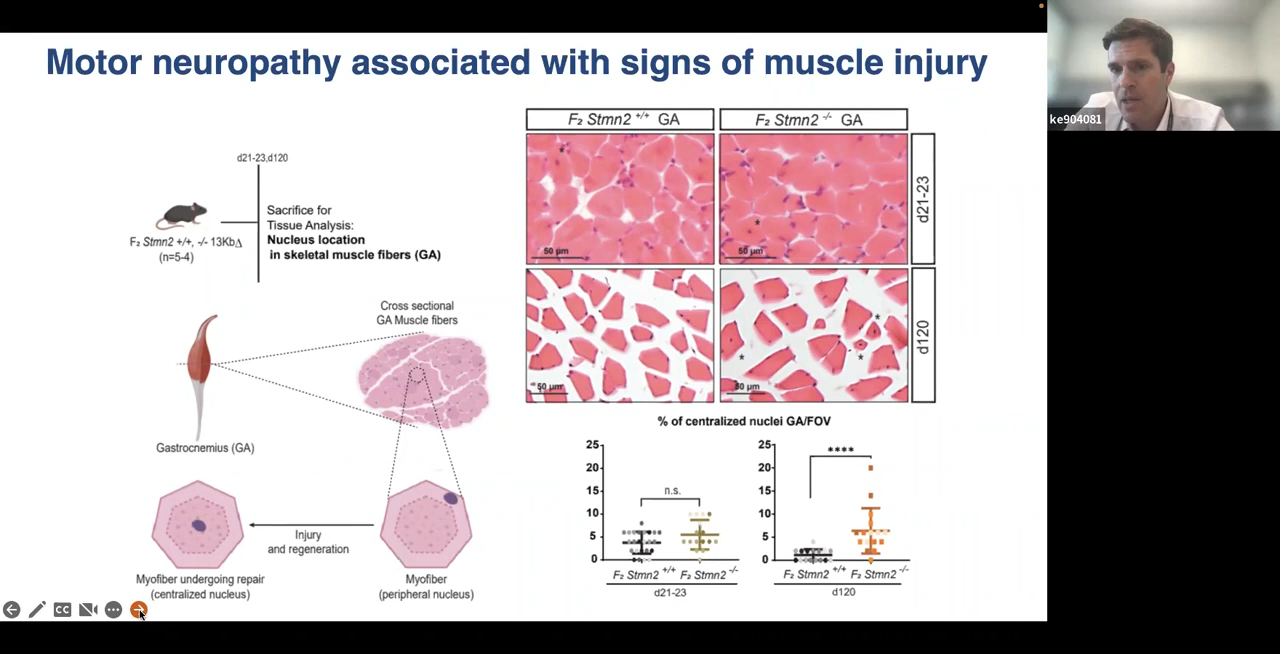 Motor neuropathy associated with signs of muscle injury
ke904081
d21-23,d120
F₂ Stmn2 +/+, -/- 13KbΔ
(n=5-4)
Sacrifice for
Tissue Analysis:
Nucleus location
in skeletal muscle fibers (GA)
Cross sectional
GA Muscle fibers
Gastrocnemius (GA)
Injury
and regeneration
Myofiber undergoing repair
(centralized nucleus)
Myofiber
(peripheral nucleus)
F₂ Stmn2 +/+ GA
F₂ Stmn2 -/- GA
*
*
50 µm
50 µm
d21-23
*
*
*
50 µm
50 µm
d120
% of centralized nuclei GA/FOV
25
20
15
10
5
0
n.s.
F₂ Stmn2 +/+
F₂ Stmn2 -/-
d21-23
25
20
15
10
5
0
****
F₂ Stmn2 +/+
F₂ Stmn2 -/-
d120
CC